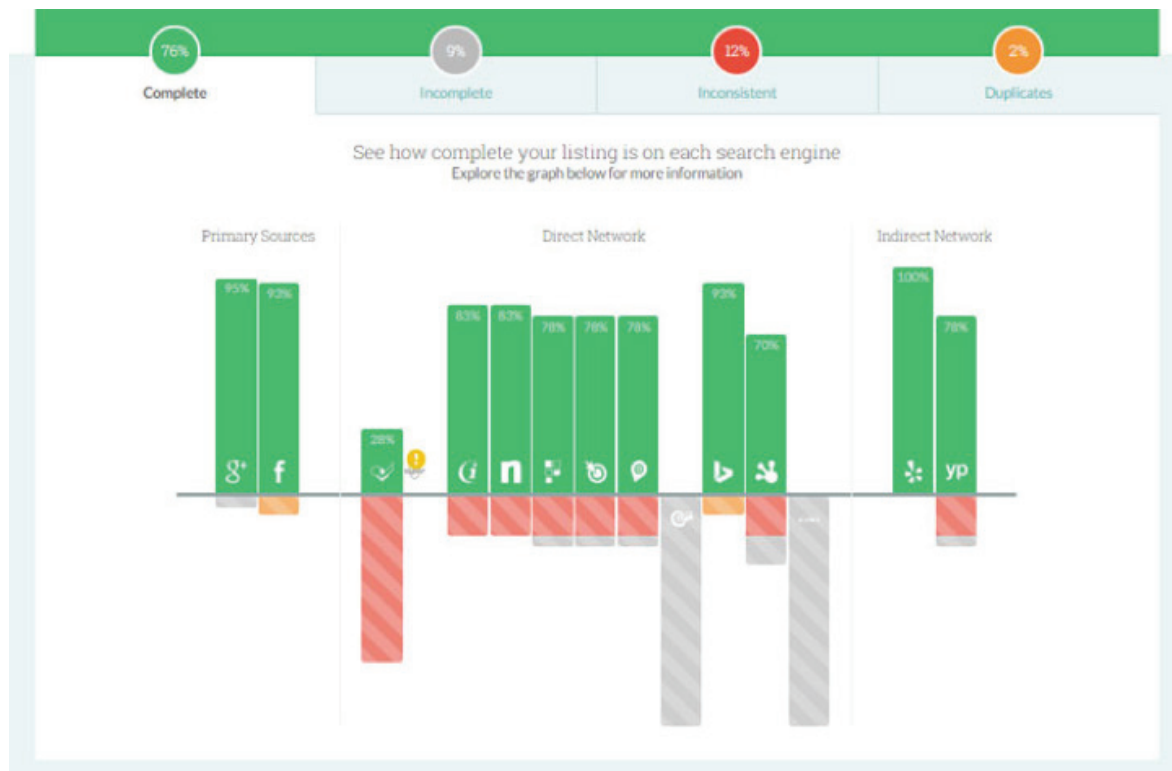 76%
9%
12%
2%
Complete
Incomplete
Inconsistent
Duplicates
See how complete your listing is on each search engine
Explore the graph below for more information
Primary Sources
Direct Network
Indirect Network
95%
93%
28%
83%
83%
78%
78%
78%
93%
70%
100%
78%
g+
f
n
b
yp